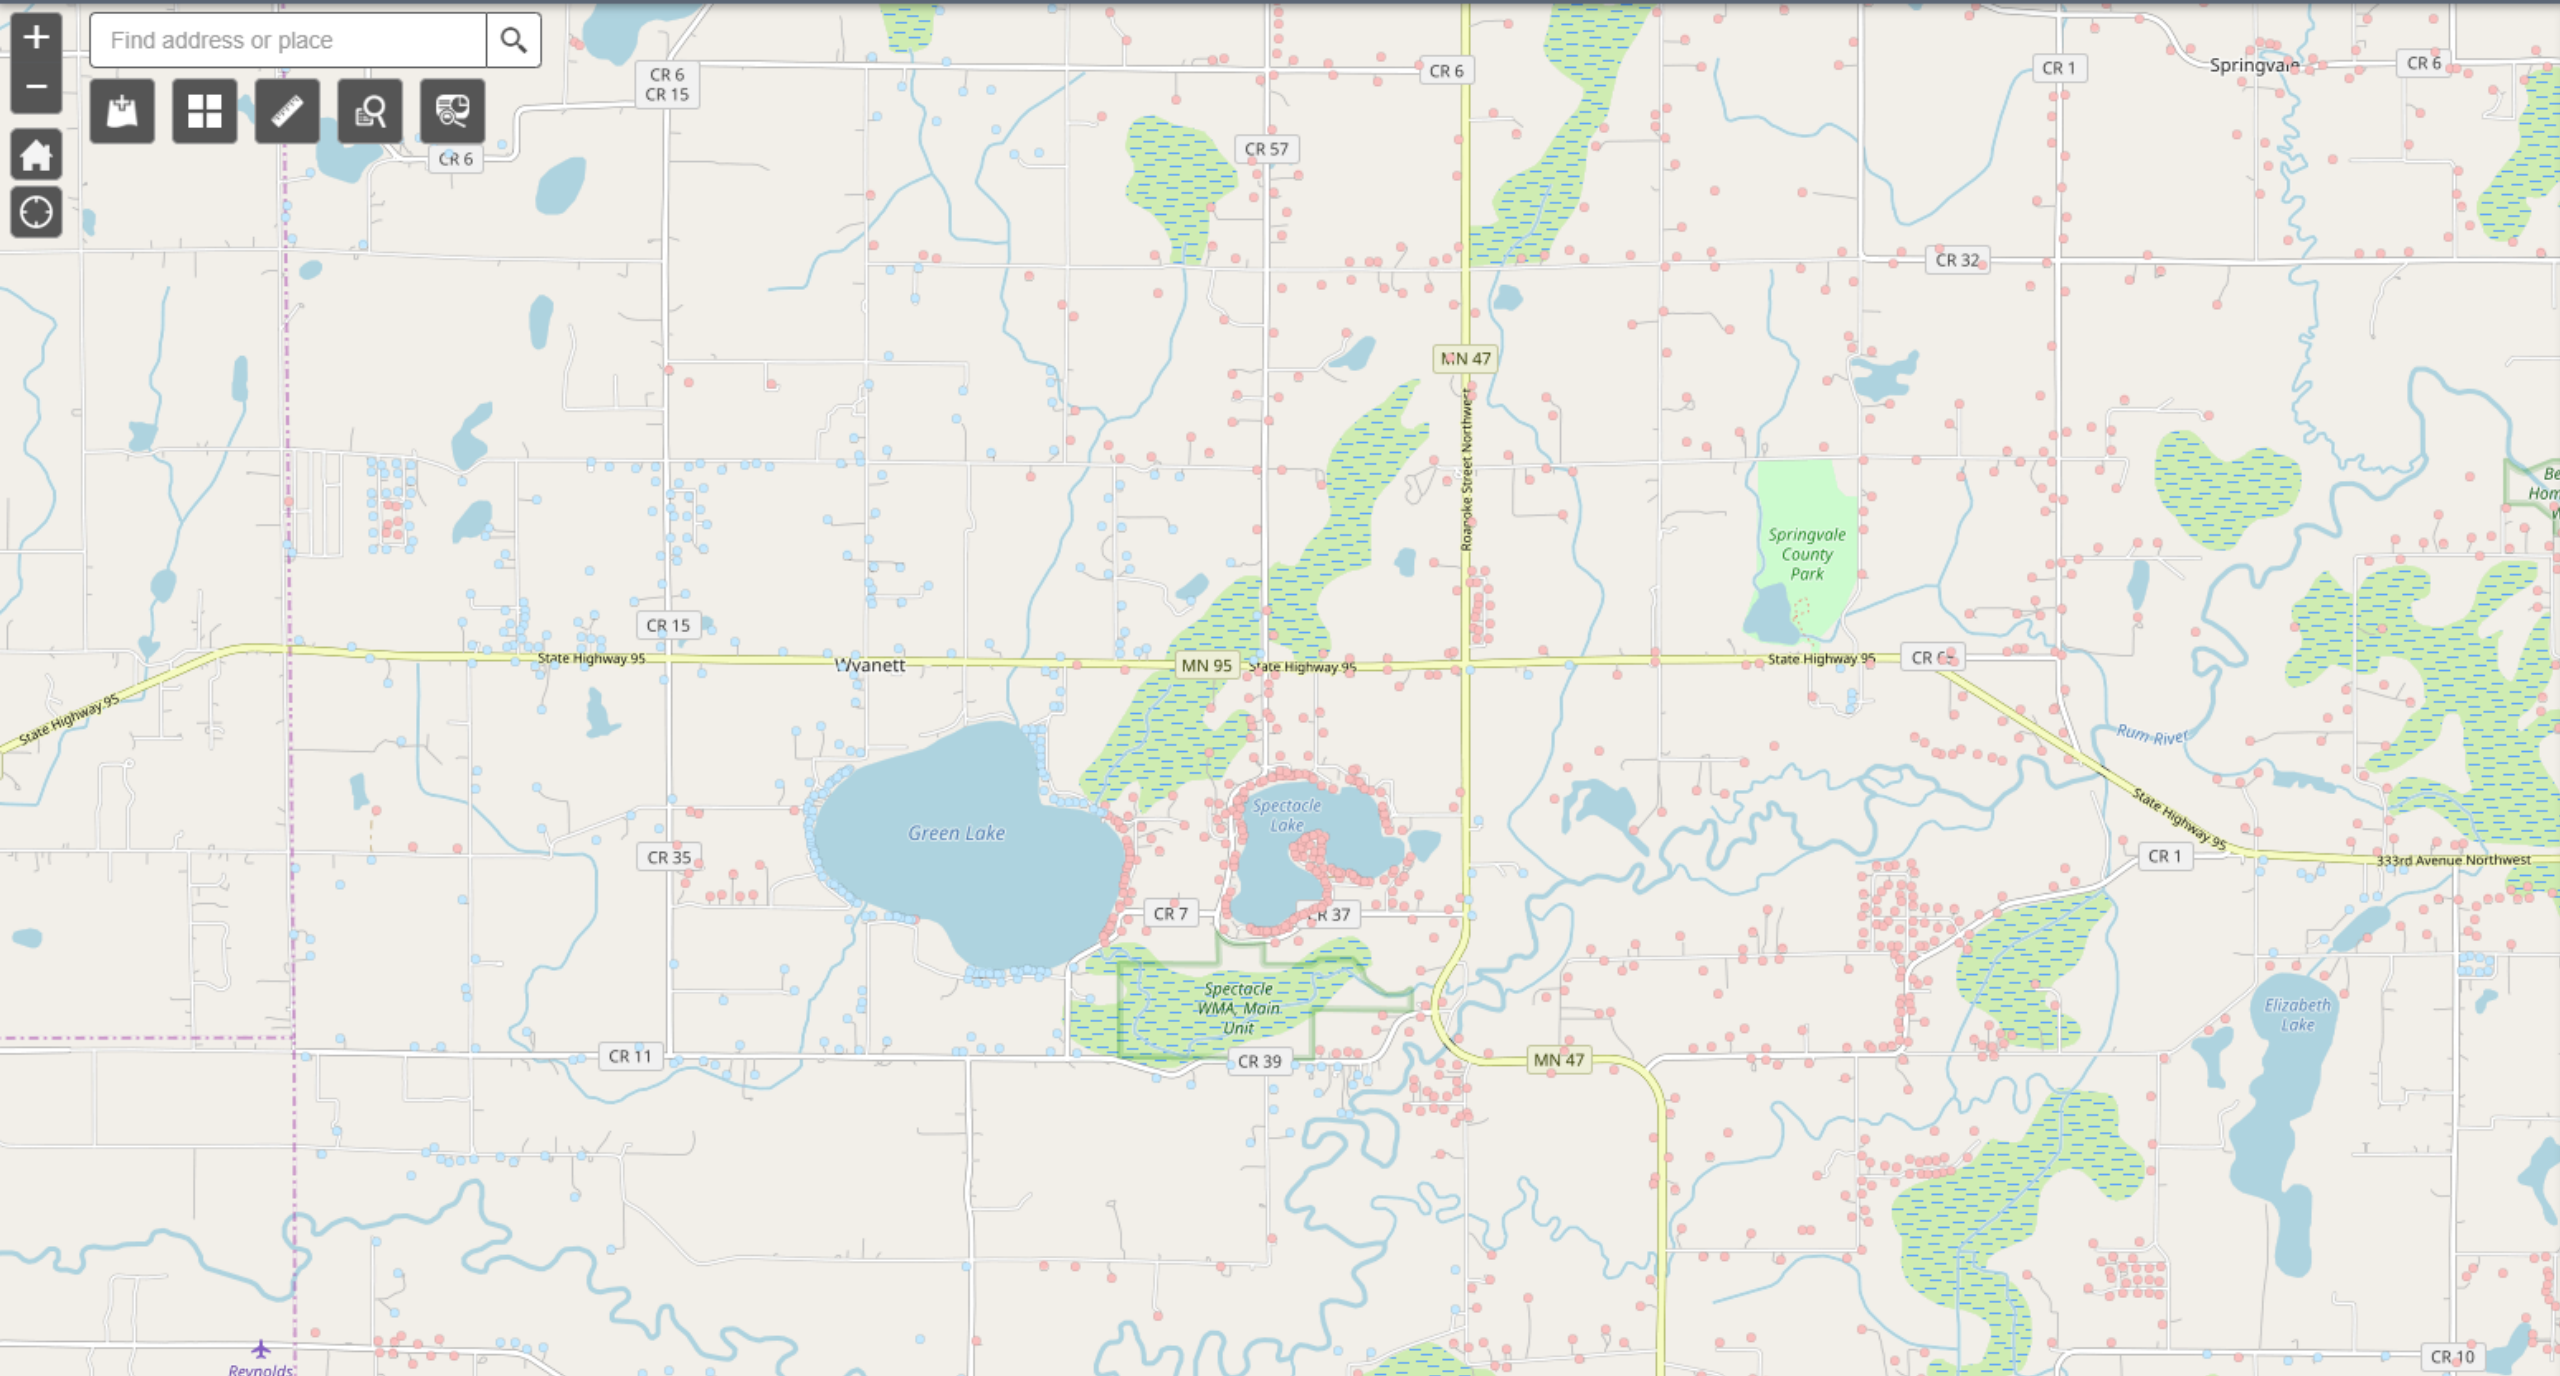 Find address or place
CR 6
CR 15
CR 6
CR 1
Springvale
CR 6
CR 6
CR 57
CR 32
MN 47
Roanoke Street Northwest
Springvale
County
Park
CR 15
State Highway 95
Wyanett
MN 95
State Highway 95
State Highway 95
State Highway 95
Rum River
State Highway 95
Spectacle
Lake
Green Lake
CR 35
CR 1
333rd Avenue Northwest
CR 7
CR 37
Spectacle
WMA, Main
Unit
Elizabeth
Lake
CR 11
CR 39
MN 47
CR 10
Reynolds